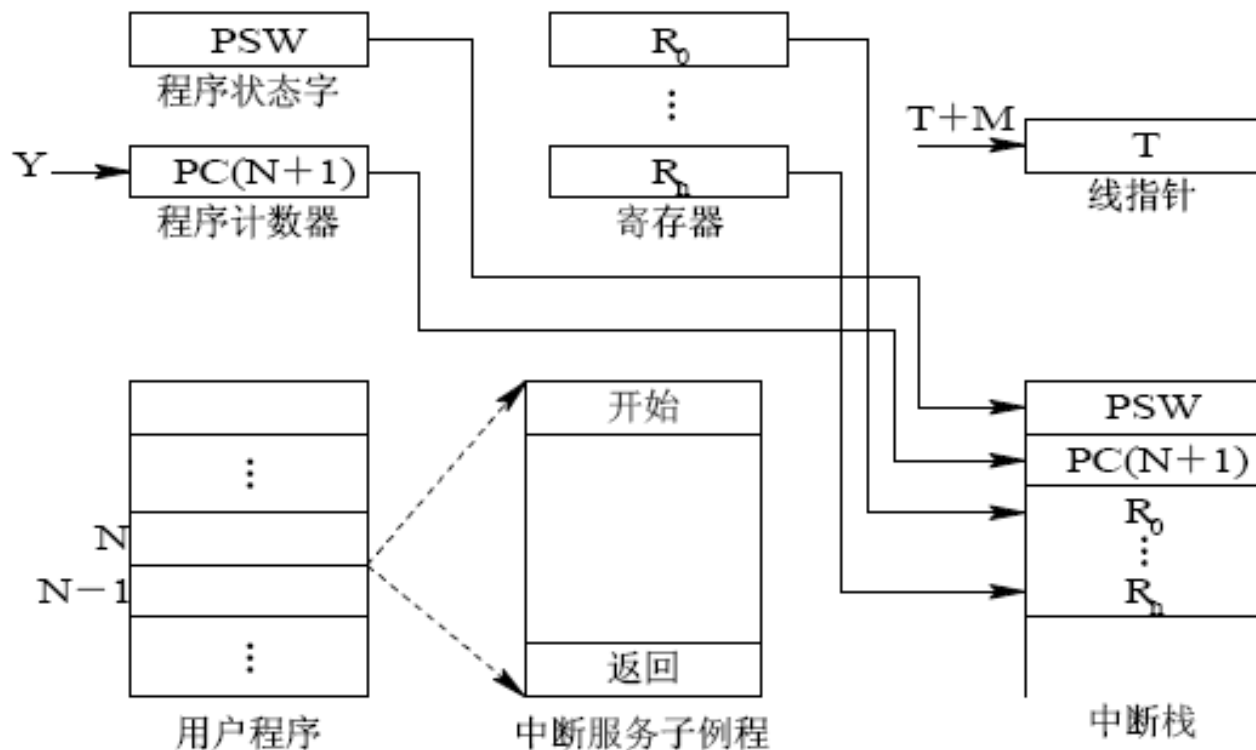 PSW
程序状态字
R0
⋮
T+M
T
线指针
Y
PC(N+1)
程序计数器
Rn
寄存器
开始
PSW
PC(N+1)
⋮
R0
⋮
Rn
N
N-1
⋮
返回
用户程序
中断服务子例程
中断栈